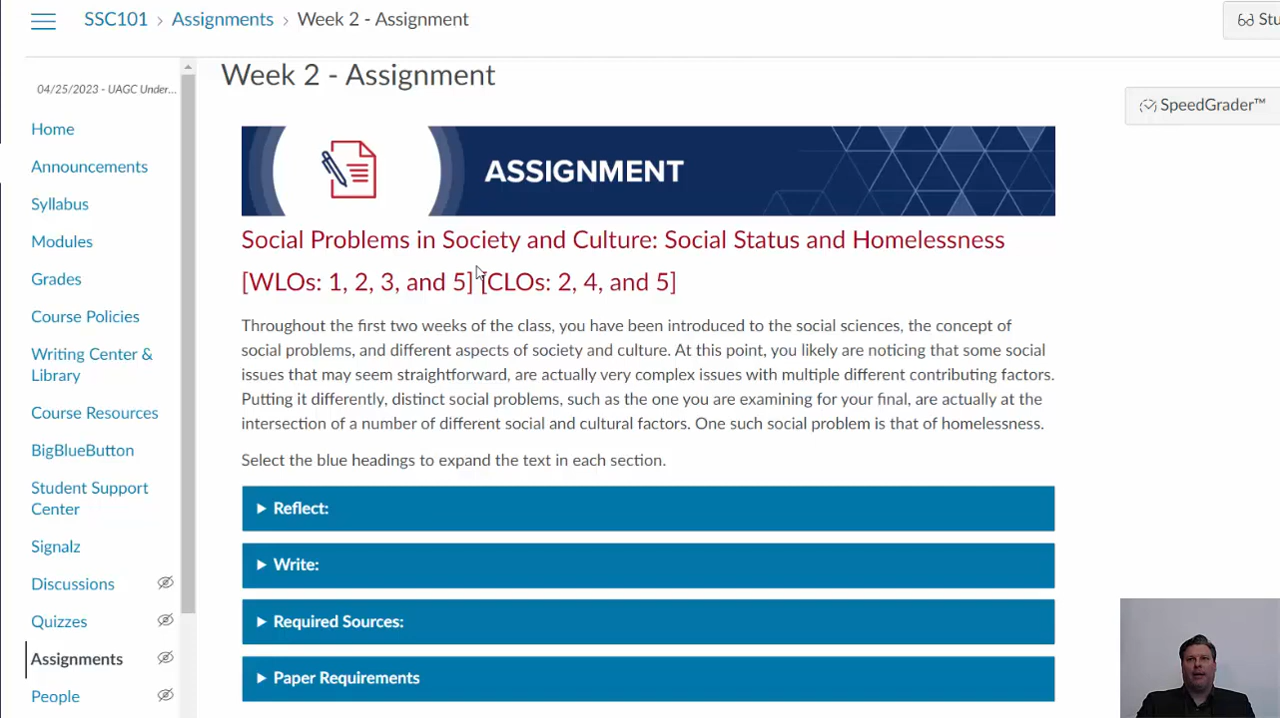 SSC101 › Assignments › Week 2 - Assignment
Stu
04/25/2023 - UAGC Under...
Home
Announcements
Syllabus
Modules
Grades
Course Policies
Writing Center &
Library
Course Resources
BigBlueButton
Student Support
Center
Signalz
Discussions
Quizzes
Assignments
People
Week 2 - Assignment
SpeedGrader™
ASSIGNMENT
Social Problems in Society and Culture: Social Status and Homelessness
[WLOs: 1, 2, 3, and 5] [CLOs: 2, 4, and 5]
Throughout the first two weeks of the class, you have been introduced to the social sciences, the concept of
social problems, and different aspects of society and culture. At this point, you likely are noticing that some social
issues that may seem straightforward, are actually very complex issues with multiple different contributing factors.
Putting it differently, distinct social problems, such as the one you are examining for your final, are actually at the
intersection of a number of different social and cultural factors. One such social problem is that of homelessness.
Select the blue headings to expand the text in each section.
Reflect:
Write:
Required Sources:
Paper Requirements